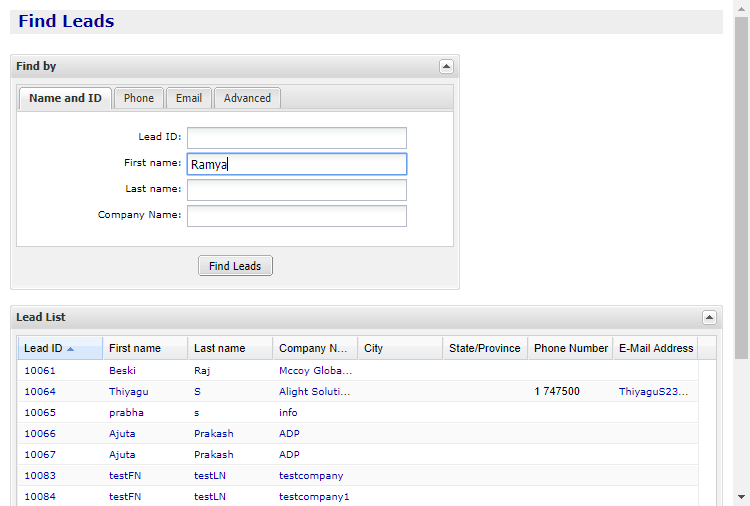 Find Leads
Find by
Name and ID Phone Email Advanced
Lead ID:
First name: Ramya
Last name:
Company Name:
Find Leads
Lead List
Lead ID First name Last name Company N... City State/Province Phone Number E-Mail Address
10061 Beski Raj Mccoy Globa...
10064 Thiyagu S Alight Soluti... 1 747500 ThiyaguS23...
10065 prabha s info
10066 Ajuta Prakash ADP
10067 Ajuta Prakash ADP
10083 testFN testLN testcompany
10084 testFN testLN testcompany1